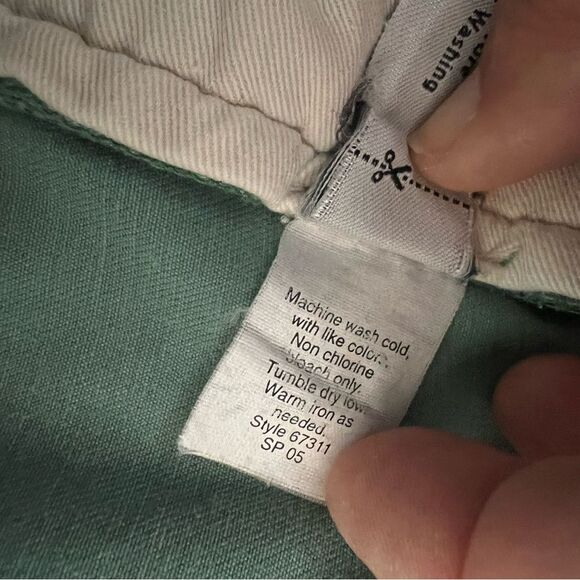 Washing
Machine wash cold,
with like colors.
Non chlorine
bleach only.
Tumble dry low.
Warm iron as
needed.
Style 67311
SP 05